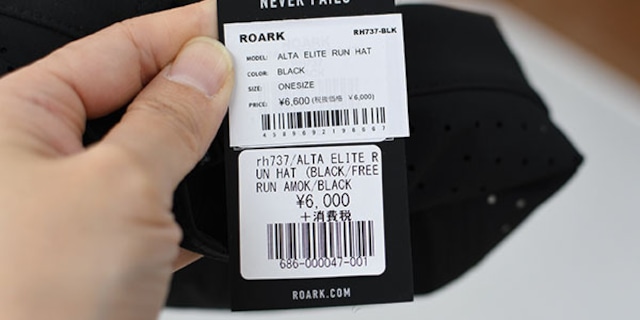 NEVER FAILS
ROARK RH737-BLK
MODEL: ALTA ELITE RUN HAT
COLOR: BLACK
SIZE: ONESIZE
PRICE: ¥6,600(税抜価格 ¥6,000)
rh737/ALTA ELITE R
UN HAT (BLACK/FREE
RUN AMOK/BLACK
¥6,000
+消費税
686-000047-001
ROARK.COM